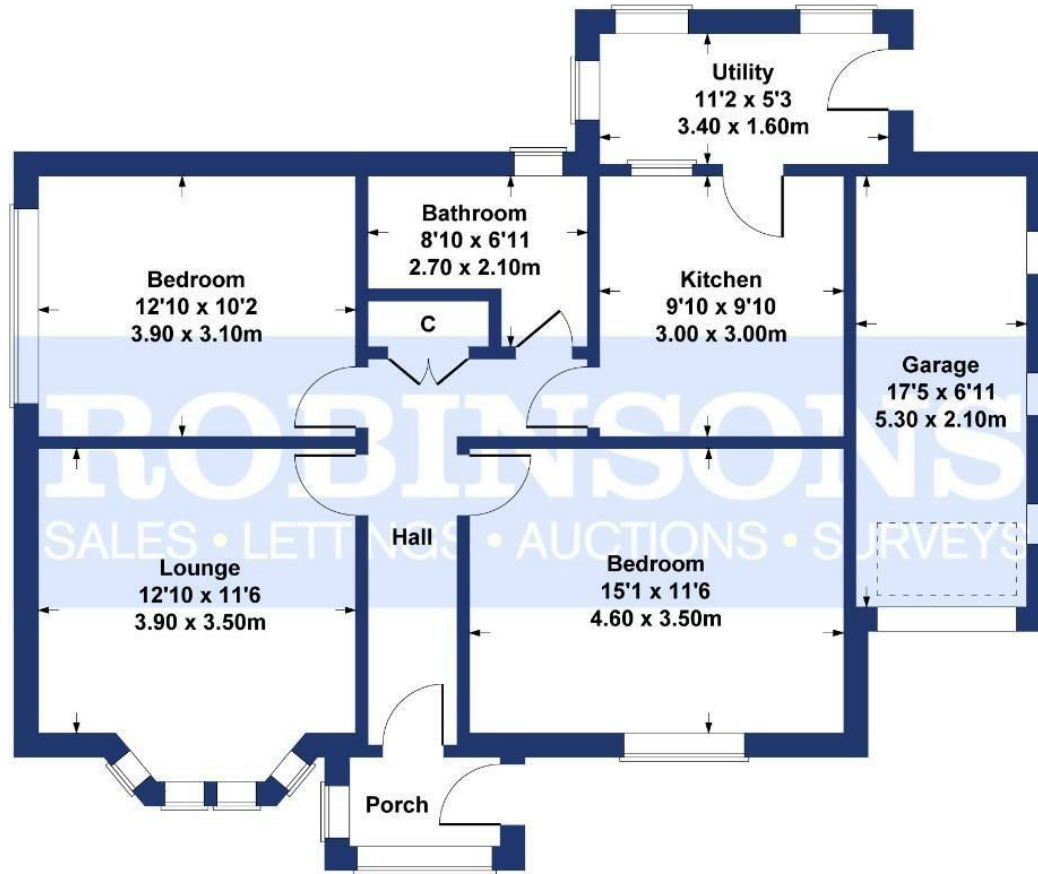 Utility
11'2 x 5'3
3.40 x 1.60m
Bathroom
8'10 x 6'11
2.70 x 2.10m
Bedroom
12'10 x 10'2
3.90 x 3.10m
Kitchen
9'10 x 9'10
3.00 x 3.00m
C
Garage
17'5 x 6'11
5.30 x 2.10m
ROBINSONS
SALES • LETTINGS • AUCTIONS • SURVEYS
Hall
Lounge
12'10 x 11'6
3.90 x 3.50m
Bedroom
15'1 x 11'6
4.60 x 3.50m
Porch